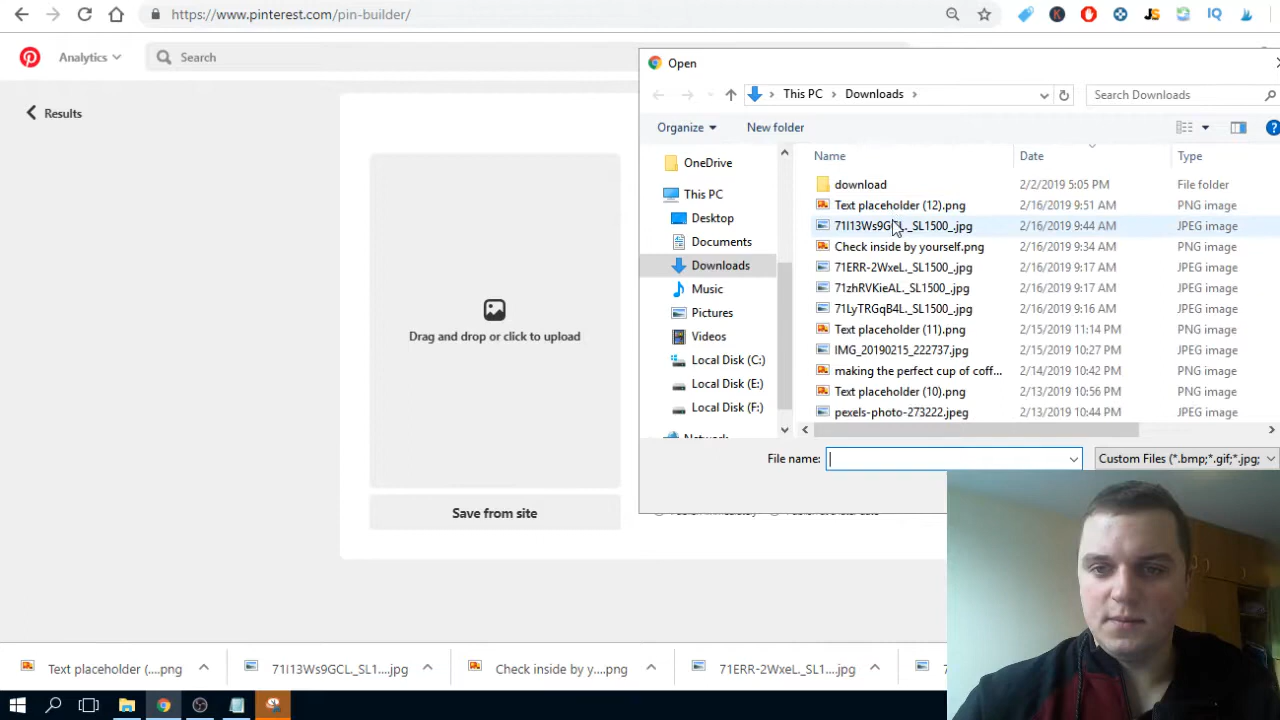 https://www.pinterest.com/pin-builder/
JS
IQ
Analytics
Search
Results
Drag and drop or click to upload
Save from site
Open
This PC
Downloads
Search Downloads
Organize
New folder
OneDrive
This PC
Desktop
Documents
Downloads
Music
Pictures
Videos
Local Disk (C:)
Local Disk (E:)
Local Disk (F:)
Name Date Type
download 2/2/2019 5:05 PM File folder
Text placeholder (12).png 2/16/2019 9:51 AM PNG image
71I13Ws9GCL._SL1500_.jpg 2/16/2019 9:44 AM JPEG image
Check inside by yourself.png 2/16/2019 9:34 AM PNG image
71ERR-2WxeL._SL1500_.jpg 2/16/2019 9:17 AM JPEG image
71zhRVKieAL._SL1500_.jpg 2/16/2019 9:17 AM JPEG image
71LyTRGqB4L._SL1500_.jpg 2/16/2019 9:16 AM JPEG image
Text placeholder (11).png 2/15/2019 11:14 PM PNG image
IMG_20190215_222737.jpg 2/15/2019 10:27 PM JPEG image
making the perfect cup of coff... 2/14/2019 10:42 PM PNG image
Text placeholder (10).png 2/13/2019 10:56 PM PNG image
pexels-photo-273222.jpeg 2/13/2019 10:44 PM JPEG image
File name:
Custom Files (*.bmp;*.gif;*.jpg;
Text placeholder (....png
71I13Ws9GCL._SL1....jpg
Check inside by y....png
71ERR-2WxeL._S....jpg